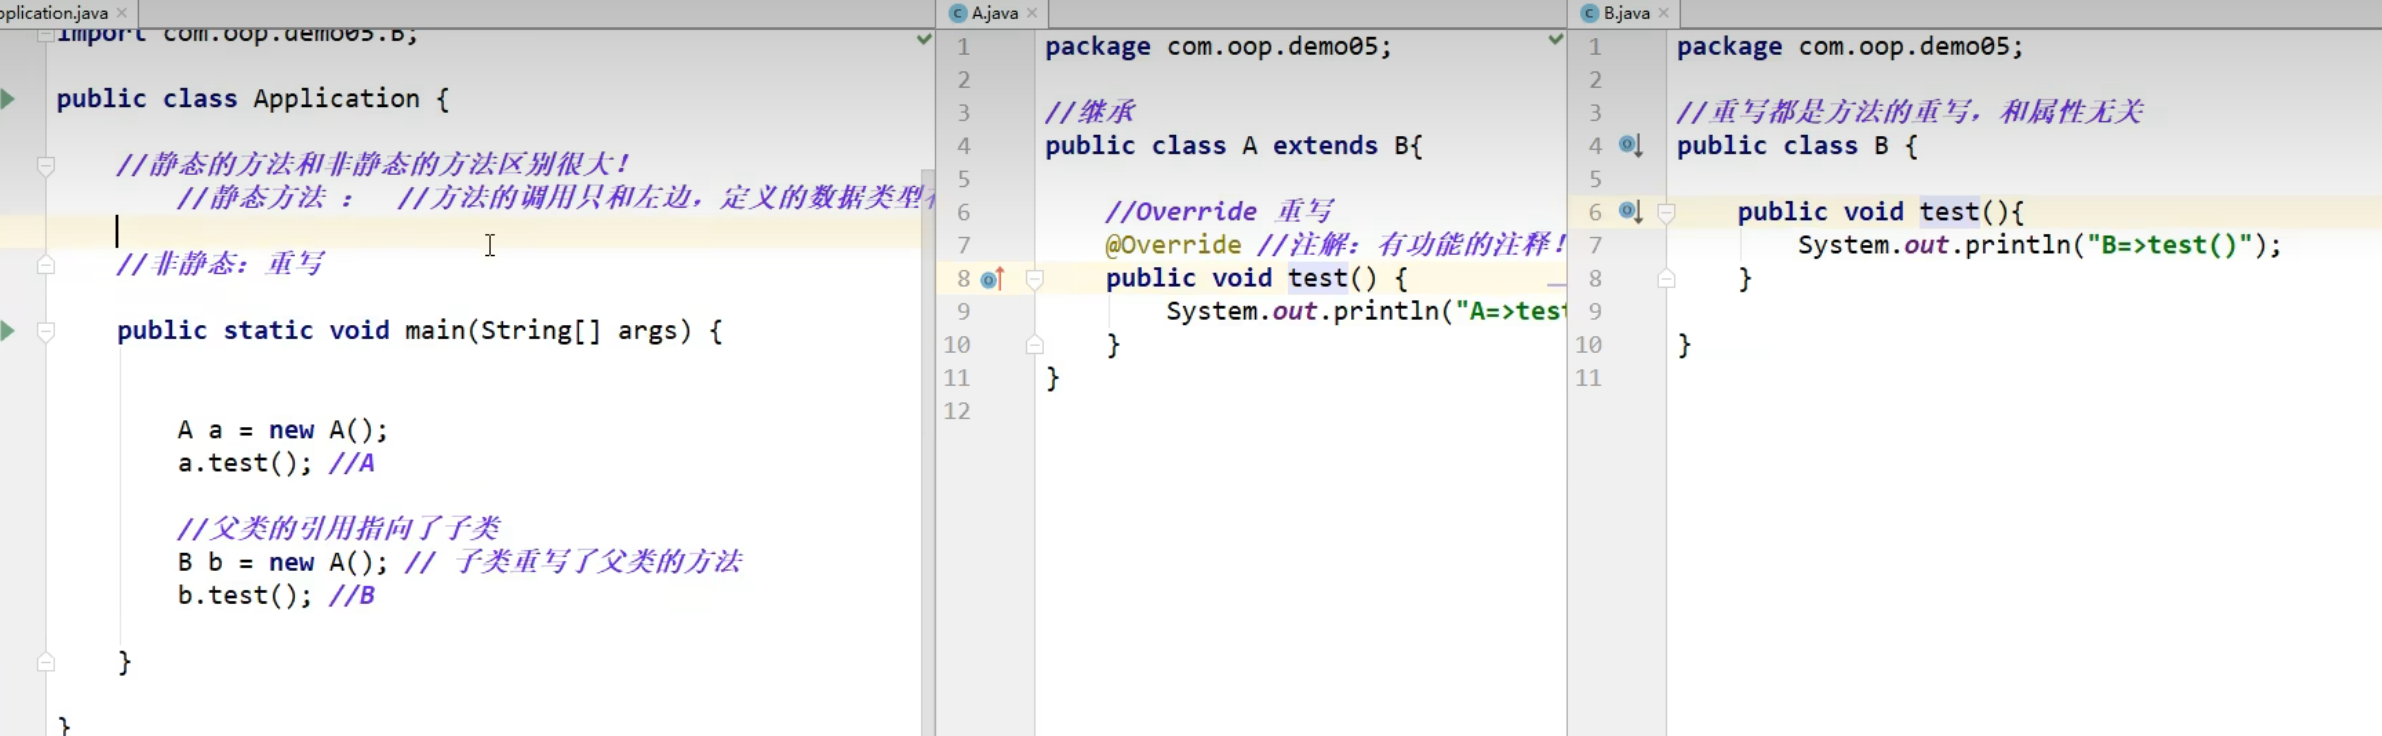 pplication.java
import com.oop.demo05.B;
public class Application {
//静态的方法和非静态的方法区别很大!
//静态方法 : //方法的调用只和左边，定义的数据类型
//非静态：重写
public static void main(String[] args) {
A a = new A();
a.test(); //A
//父类的引用指向了子类
B b = new A(); // 子类重写了父类的方法
b.test(); //B
}
}
A.java
1 package com.oop.demo05;
2
3 //继承
4 public class A extends B{
5
6 //Override 重写
7 @Override //注解：有功能的注释!
8 public void test() {
9 System.out.println("A=>test
10 }
11 }
12
B.java
1 package com.oop.demo05;
2
3 //重写都是方法的重写，和属性无关
4 public class B {
5
6 public void test(){
7 System.out.println("B=>test()");
8 }
9
10 }
11